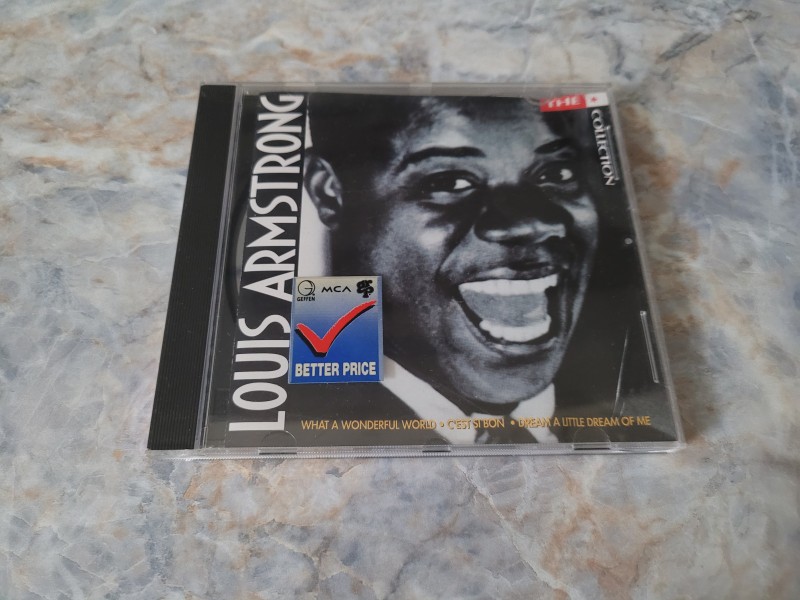 LOUIS ARMSTRONG
THE
COLLECTION
GEFFEN MCA GRP
BETTER PRICE
WHAT A WONDERFUL WORLD • C'EST SI BON • DREAM A LITTLE DREAM OF ME